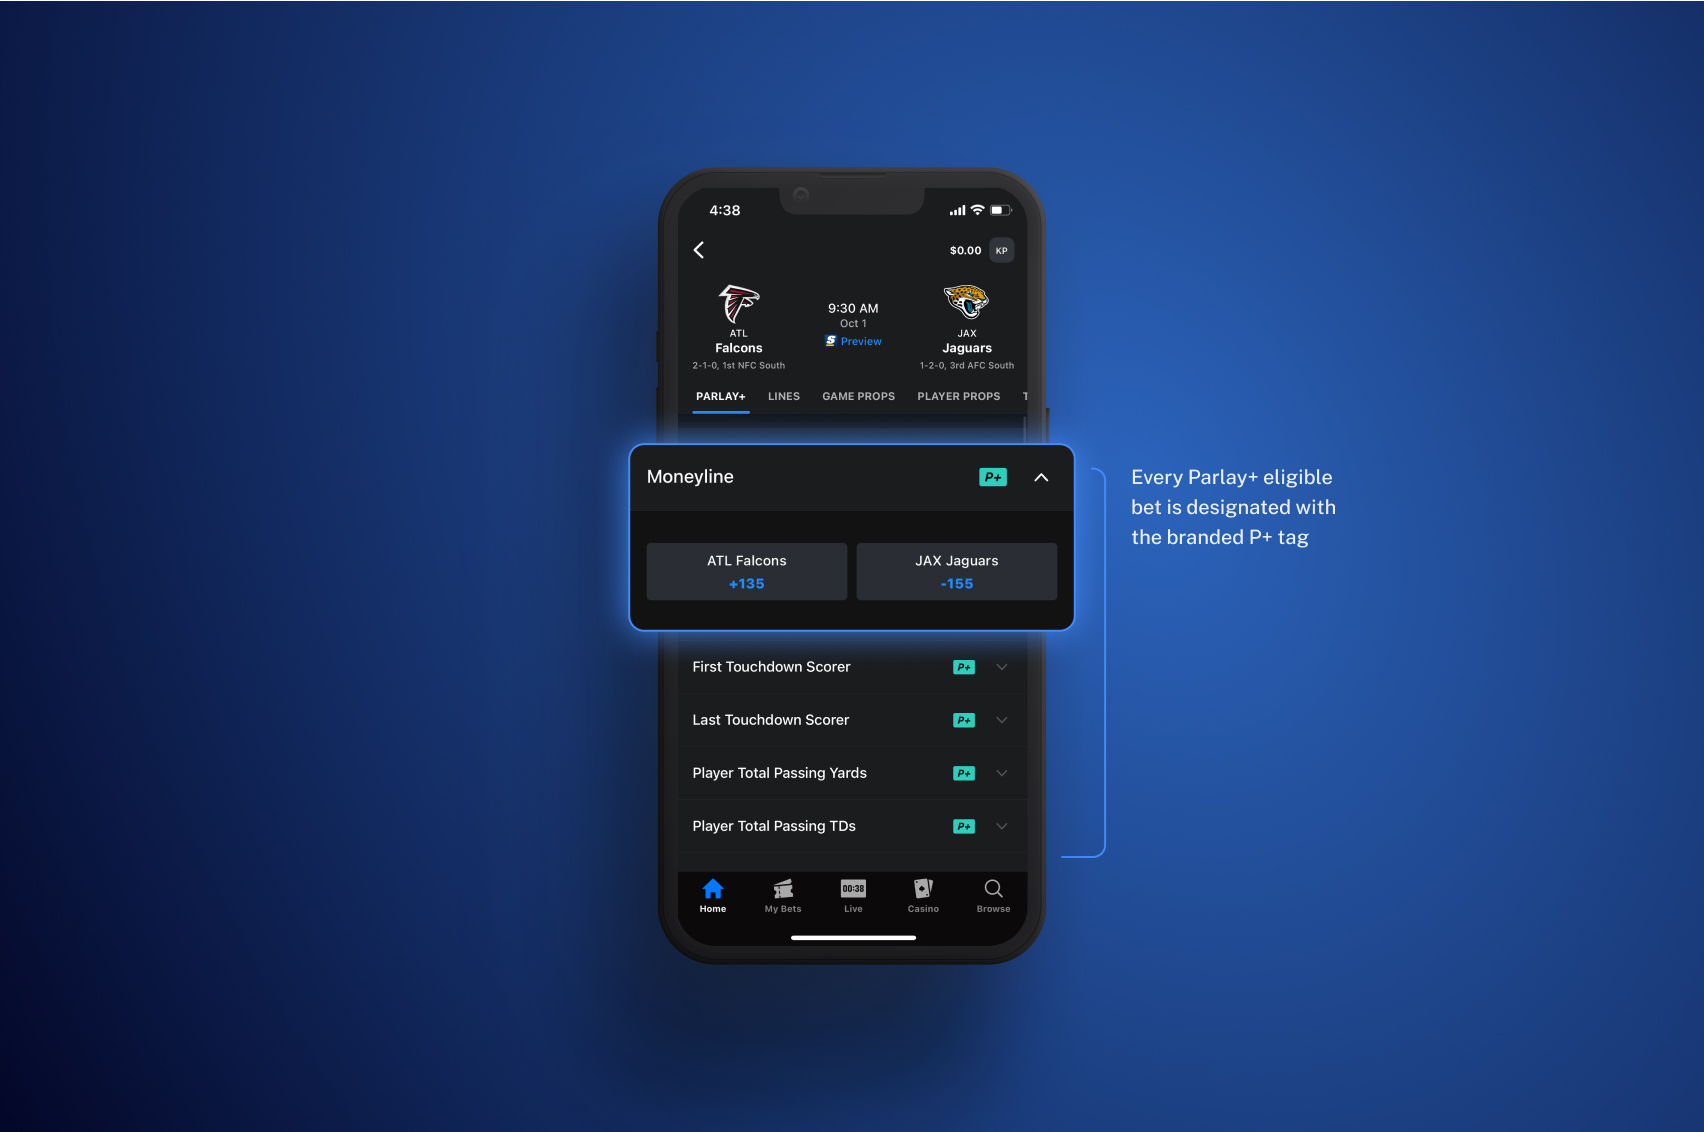 4:38
$0.00 KP
ATL
Falcons
2-1-0, 1st NFC South
9:30 AM
Oct 1
S Preview
JAX
Jaguars
1-2-0, 3rd AFC South
PARLAY+ LINES GAME PROPS PLAYER PROPS T
Moneyline P+
ATL Falcons
+135
JAX Jaguars
-155
First Touchdown Scorer P+
Last Touchdown Scorer P+
Player Total Passing Yards P+
Player Total Passing TDs P+
00:38
Home My Bets Live Casino Browse
Every Parlay+ eligible
bet is designated with
the branded P+ tag